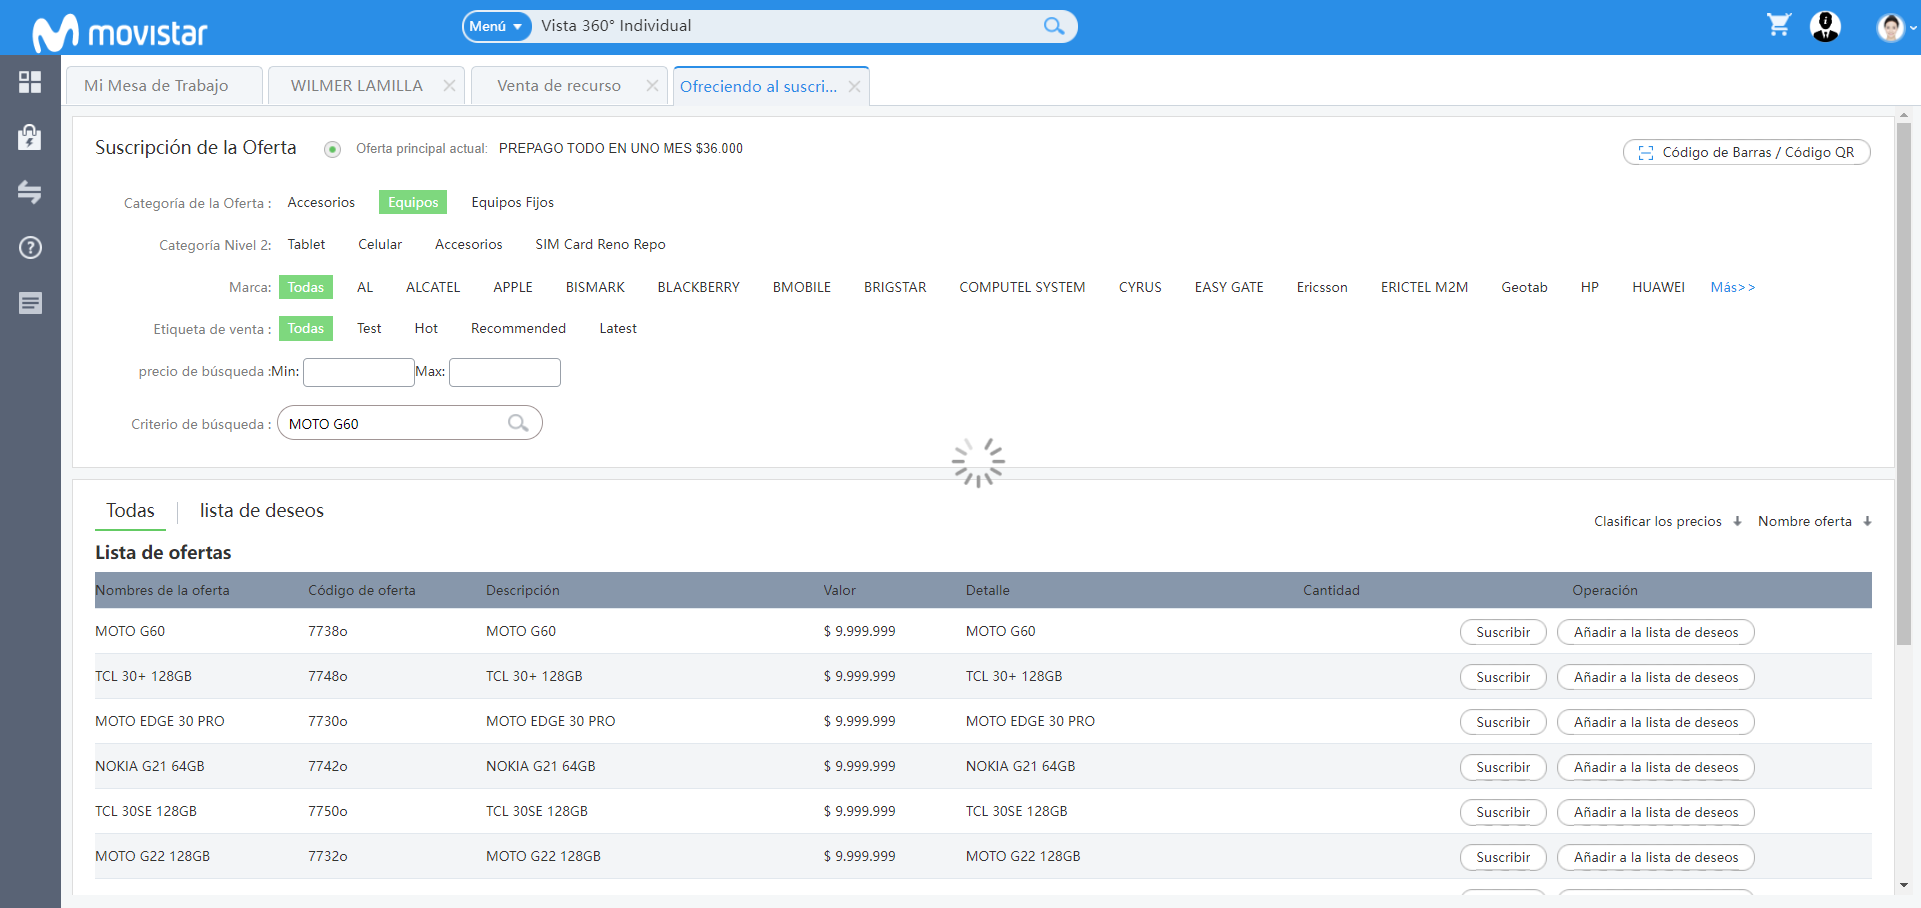 movistar
Menú Vista 360° Individual
Mi Mesa de Trabajo WILMER LAMILLA Venta de recurso Ofreciendo al suscri...
Suscripción de la Oferta Oferta principal actual: PREPAGO TODO EN UNO MES $36.000
Código de Barras / Código QR
Categoría de la Oferta : Accesorios Equipos Equipos Fijos
Categoría Nivel 2: Tablet Celular Accesorios SIM Card Reno Repo
Marca: Todas AL ALCATEL APPLE BISMARK BLACKBERRY BMOBILE BRIGSTAR COMPUTEL SYSTEM CYRUS EASY GATE Ericsson ERICTEL M2M Geotab HP HUAWEI Más>>
Etiqueta de venta : Todas Test Hot Recommended Latest
precio de búsqueda :Min: Max:
Criterio de búsqueda : MOTO G60
Todas lista de deseos
Clasificar los precios Nombre oferta
Lista de ofertas
Nombres de la oferta Código de oferta Descripción Valor Detalle Cantidad Operación
MOTO G60 7738o MOTO G60 $ 9.999.999 MOTO G60 Suscribir Añadir a la lista de deseos
TCL 30+ 128GB 7748o TCL 30+ 128GB $ 9.999.999 TCL 30+ 128GB Suscribir Añadir a la lista de deseos
MOTO EDGE 30 PRO 7730o MOTO EDGE 30 PRO $ 9.999.999 MOTO EDGE 30 PRO Suscribir Añadir a la lista de deseos
NOKIA G21 64GB 7742o NOKIA G21 64GB $ 9.999.999 NOKIA G21 64GB Suscribir Añadir a la lista de deseos
TCL 30SE 128GB 7750o TCL 30SE 128GB $ 9.999.999 TCL 30SE 128GB Suscribir Añadir a la lista de deseos
MOTO G22 128GB 7732o MOTO G22 128GB $ 9.999.999 MOTO G22 128GB Suscribir Añadir a la lista de deseos